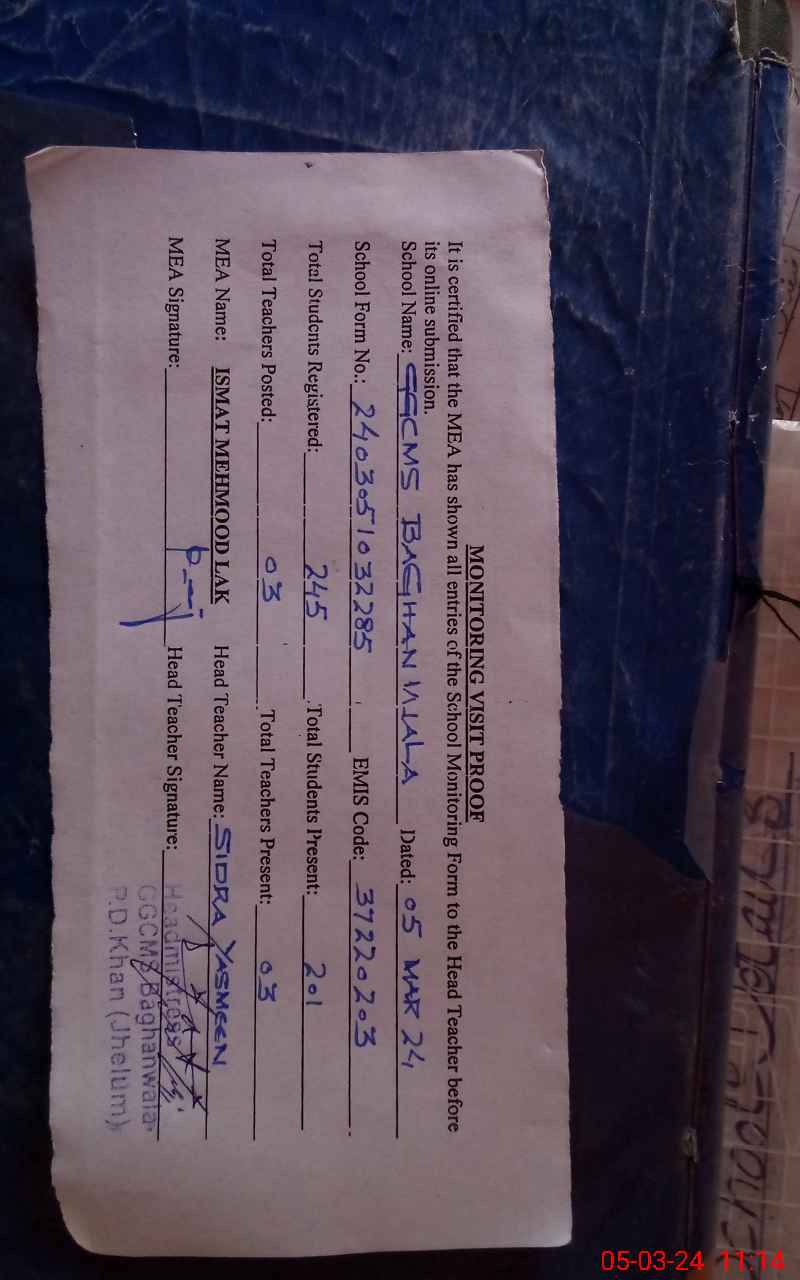 MONITORING VISIT PROOF
It is certified that the MEA has shown all entries of the School Monitoring Form to the Head Teacher before
its online submission.
School Name: GGCMS BAGHANWALA Dated: 05 MAR 24
School Form No.: 2403051032285 EMIS Code: 37220203
Total Students Registered: 245 Total Students Present: 201
Total Teachers Posted: 03 Total Teachers Present: 03
MEA Name: ISMAT MEHMOOD LAK Head Teacher Name: SIDRA YASMEEN
MEA Signature: Head Teacher Signature:
Headmistress
GGCMS Baghanwala
P.D.Khan (Jhelum)
05-03-24 11:14